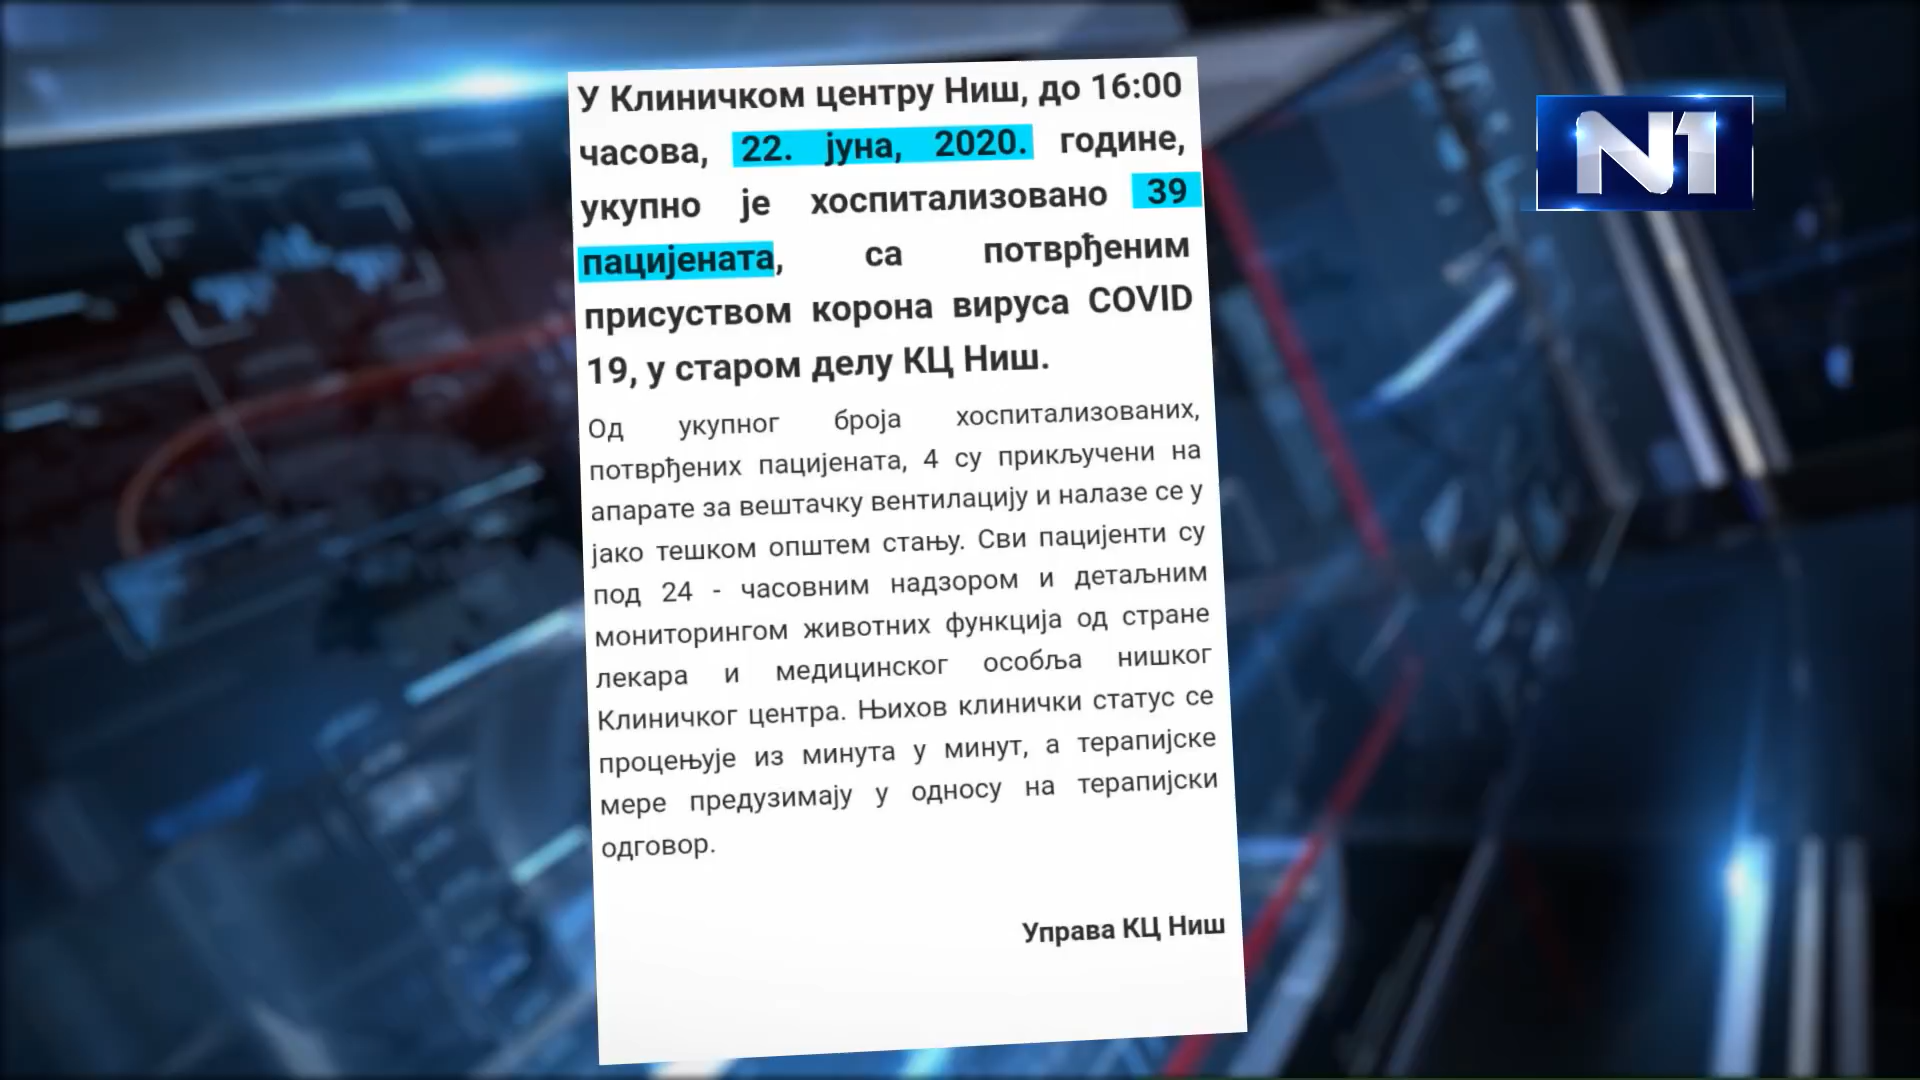 У Клиничком центру Ниш, до 16:00
часова, 22. јуна, 2020. године,
укупно је хоспитализовано 39
пацијената, са потврђеним
присуством корона вируса COVID
19, у старом делу КЦ Ниш.
Од укупног броја хоспитализованих,
потврђених пацијената, 4 су прикључени на
апарате за вештачку вентилацију и налазе се у
јако тешком општем стању. Сви пацијенти су
под 24 - часовним надзором и детаљним
мониторингом животних функција од стране
лекара и медицинског особља нишког
Клиничког центра. Њихов клинички статус се
процењује из минута у минут, а терапијске
мере предузимају у односу на терапијски
одговор.
Управа КЦ Ниш
N1